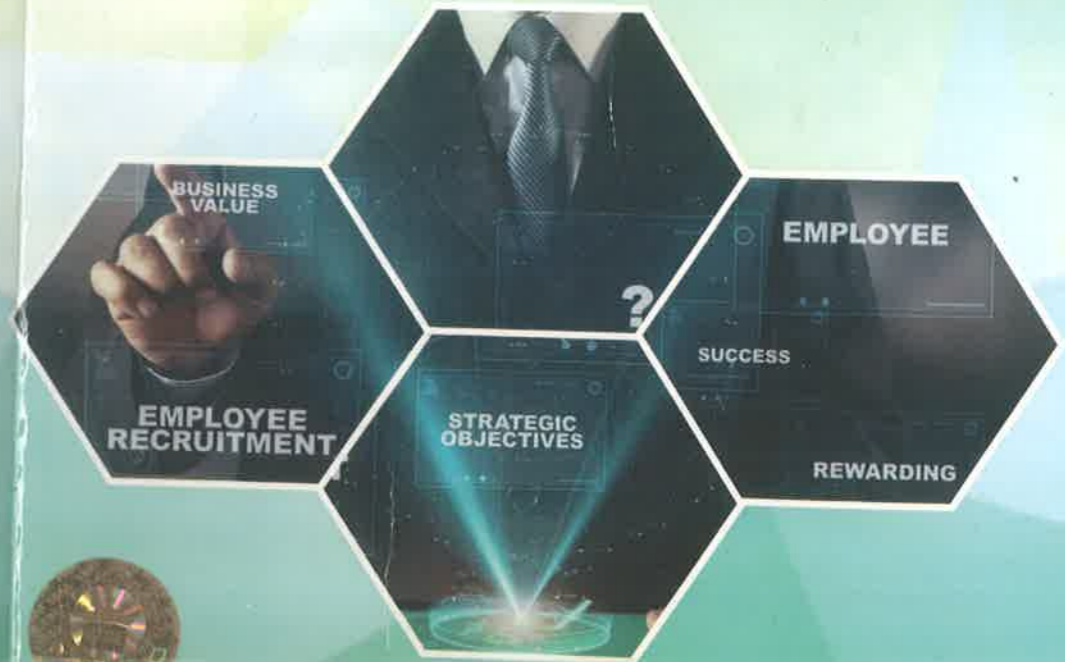 BUSINESS
VALUE
EMPLOYEE
RECRUITMENT
?
STRATEGIC
OBJECTIVES
EMPLOYEE
SUCCESS
REWARDING